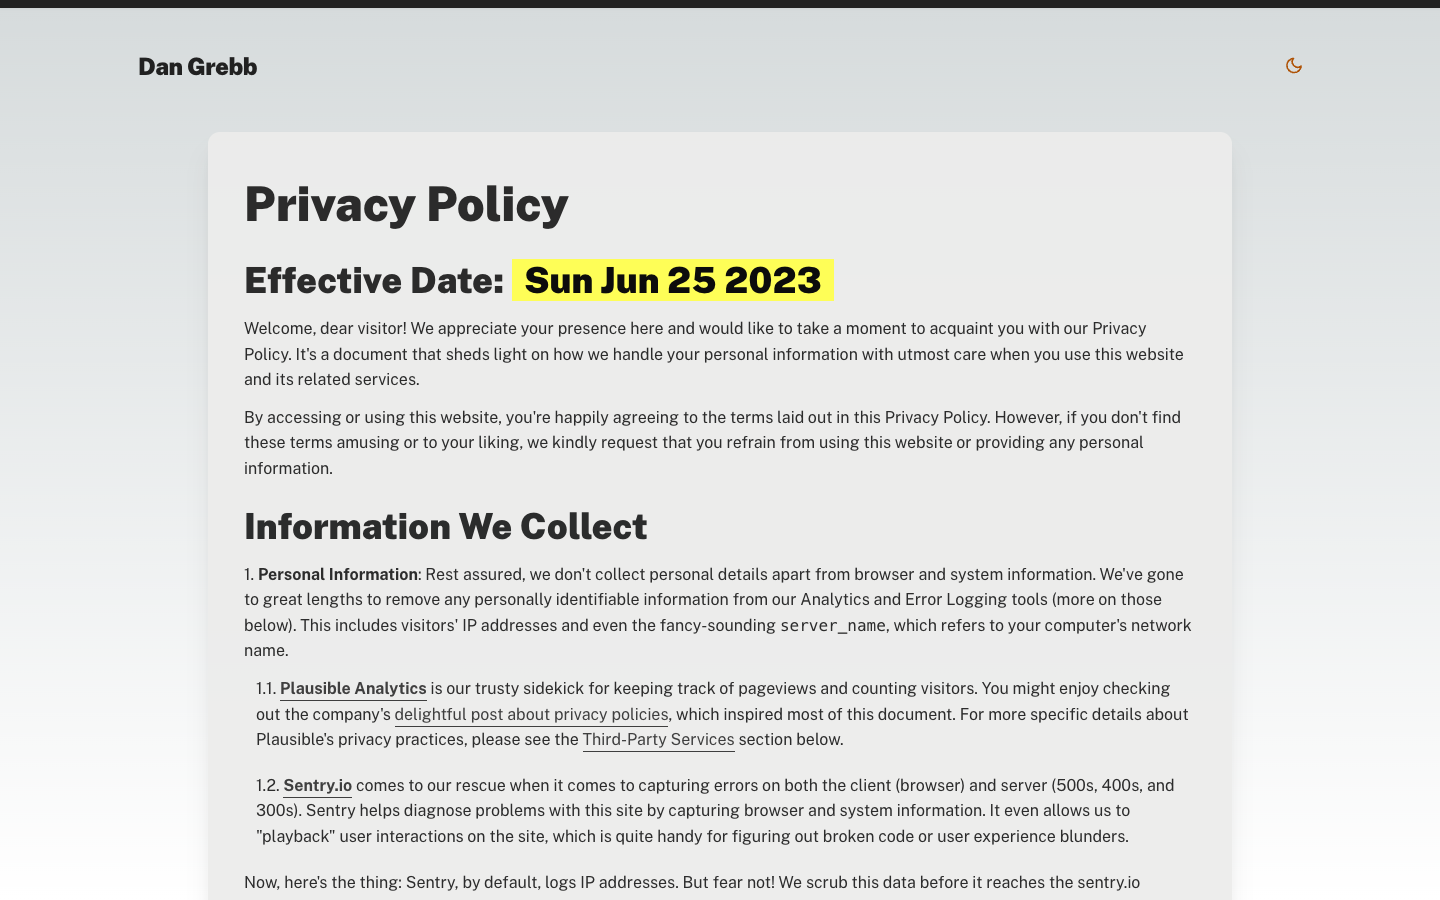 Dan Grebb
Privacy Policy
Effective Date: Sun Jun 25 2023
Welcome, dear visitor! We appreciate your presence here and would like to take a moment to acquaint you with our Privacy
Policy. It's a document that sheds light on how we handle your personal information with utmost care when you use this website
and its related services.
By accessing or using this website, you're happily agreeing to the terms laid out in this Privacy Policy. However, if you don't find
these terms amusing or to your liking, we kindly request that you refrain from using this website or providing any personal
information.
Information We Collect
1. Personal Information: Rest assured, we don't collect personal details apart from browser and system information. We've gone
to great lengths to remove any personally identifiable information from our Analytics and Error Logging tools (more on those
below). This includes visitors' IP addresses and even the fancy-sounding server_name, which refers to your computer's network
name.
1.1. Plausible Analytics is our trusty sidekick for keeping track of pageviews and counting visitors. You might enjoy checking
out the company's delightful post about privacy policies, which inspired most of this document. For more specific details about
Plausible's privacy practices, please see the Third-Party Services section below.
1.2. Sentry.io comes to our rescue when it comes to capturing errors on both the client (browser) and server (500s, 400s, and
300s). Sentry helps diagnose problems with this site by capturing browser and system information. It even allows us to
"playback" user interactions on the site, which is quite handy for figuring out broken code or user experience blunders.
Now, here's the thing: Sentry, by default, logs IP addresses. But fear not! We scrub this data before it reaches the sentry.io